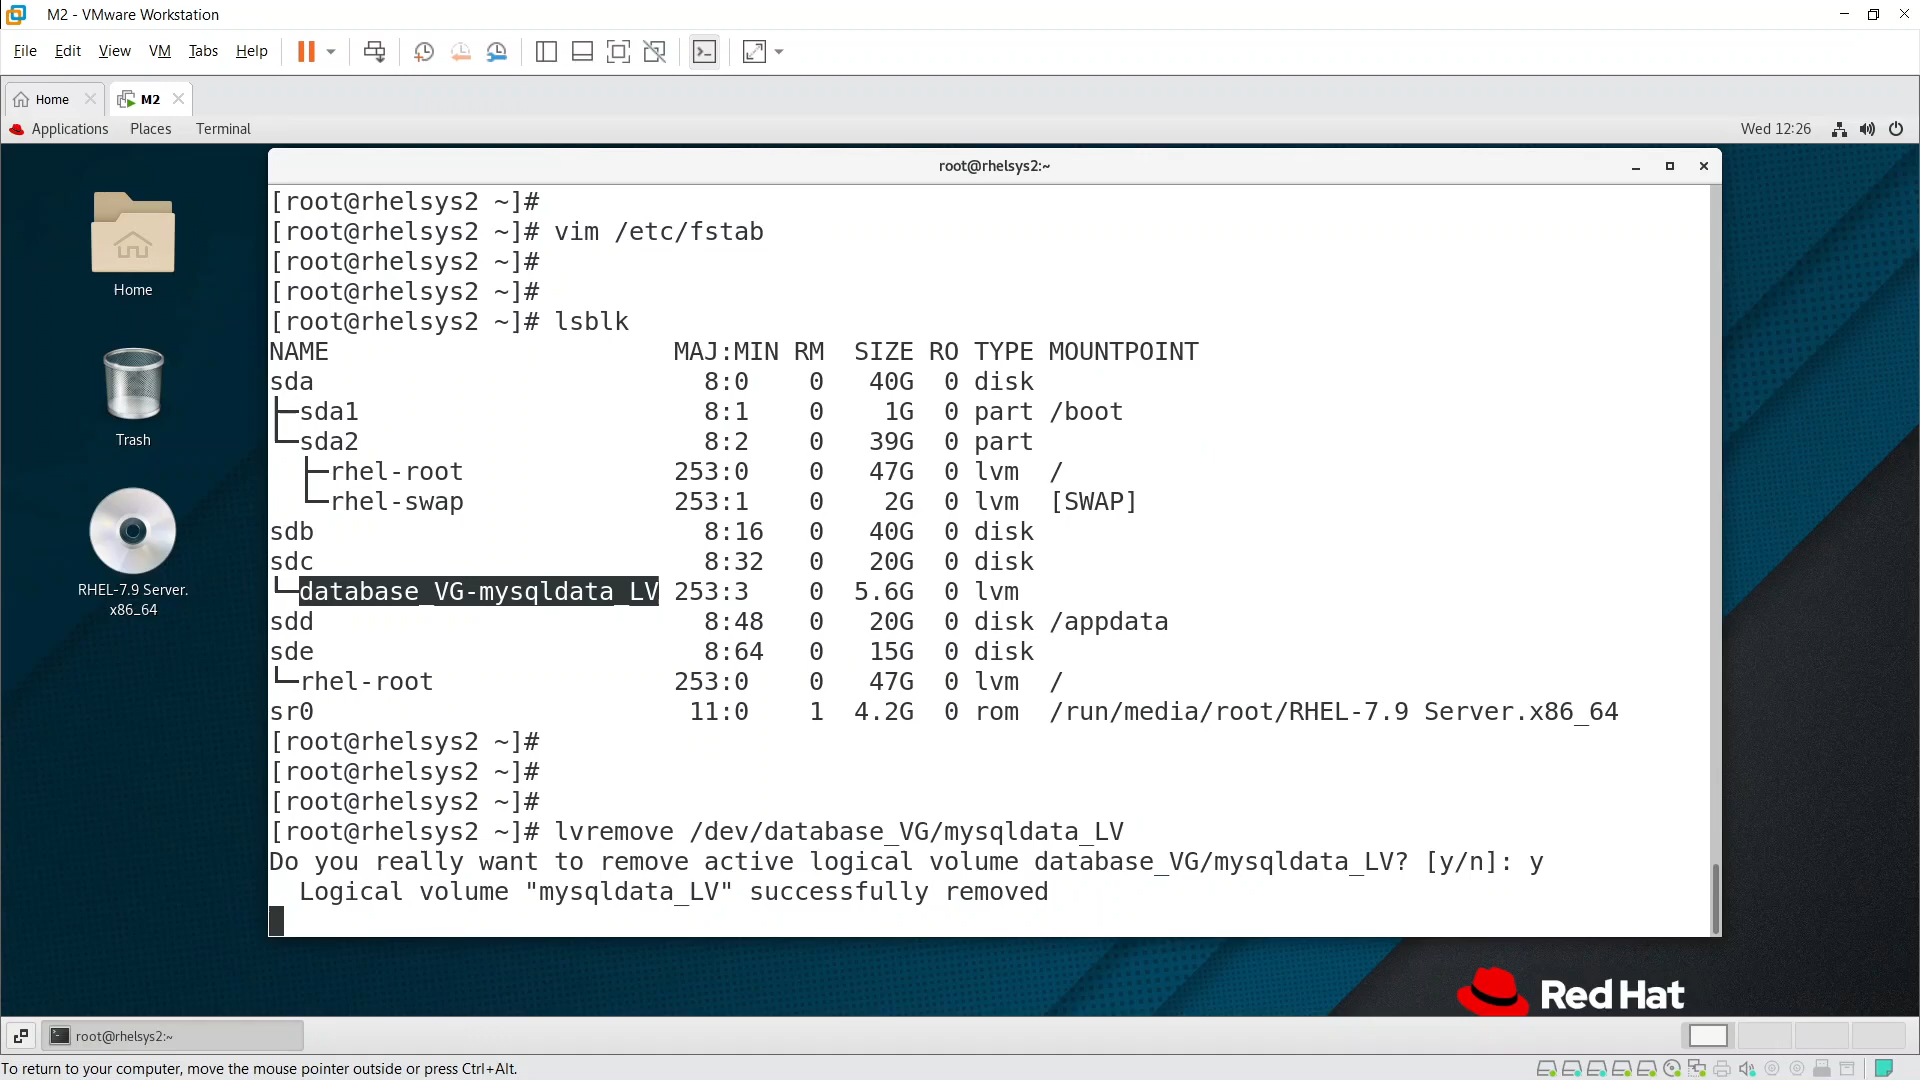 M2 - VMware Workstation
File Edit View VM Tabs Help
Home M2
Applications Places Terminal Wed 12:26
root@rhelsys2:~
[root@rhelsys2 ~]#
[root@rhelsys2 ~]# vim /etc/fstab
[root@rhelsys2 ~]#
[root@rhelsys2 ~]#
[root@rhelsys2 ~]# lsblk
NAME MAJ:MIN RM SIZE RO TYPE MOUNTPOINT
sda 8:0 0 40G 0 disk
├─sda1 8:1 0 1G 0 part /boot
└─sda2 8:2 0 39G 0 part
├─rhel-root 253:0 0 47G 0 lvm /
└─rhel-swap 253:1 0 2G 0 lvm [SWAP]
sdb 8:16 0 40G 0 disk
sdc 8:32 0 20G 0 disk
└─database_VG-mysqldata_LV 253:3 0 5.6G 0 lvm
sdd 8:48 0 20G 0 disk /appdata
sde 8:64 0 15G 0 disk
└─rhel-root 253:0 0 47G 0 lvm /
sr0 11:0 1 4.2G 0 rom /run/media/root/RHEL-7.9 Server.x86_64
[root@rhelsys2 ~]#
[root@rhelsys2 ~]#
[root@rhelsys2 ~]#
[root@rhelsys2 ~]# lvremove /dev/database_VG/mysqldata_LV
Do you really want to remove active logical volume database_VG/mysqldata_LV? [y/n]: y
Logical volume "mysqldata_LV" successfully removed
Home
Trash
RHEL-7.9 Server.
x86_64
Red Hat
root@rhelsys2:~
To return to your computer, move the mouse pointer outside or press Ctrl+Alt.